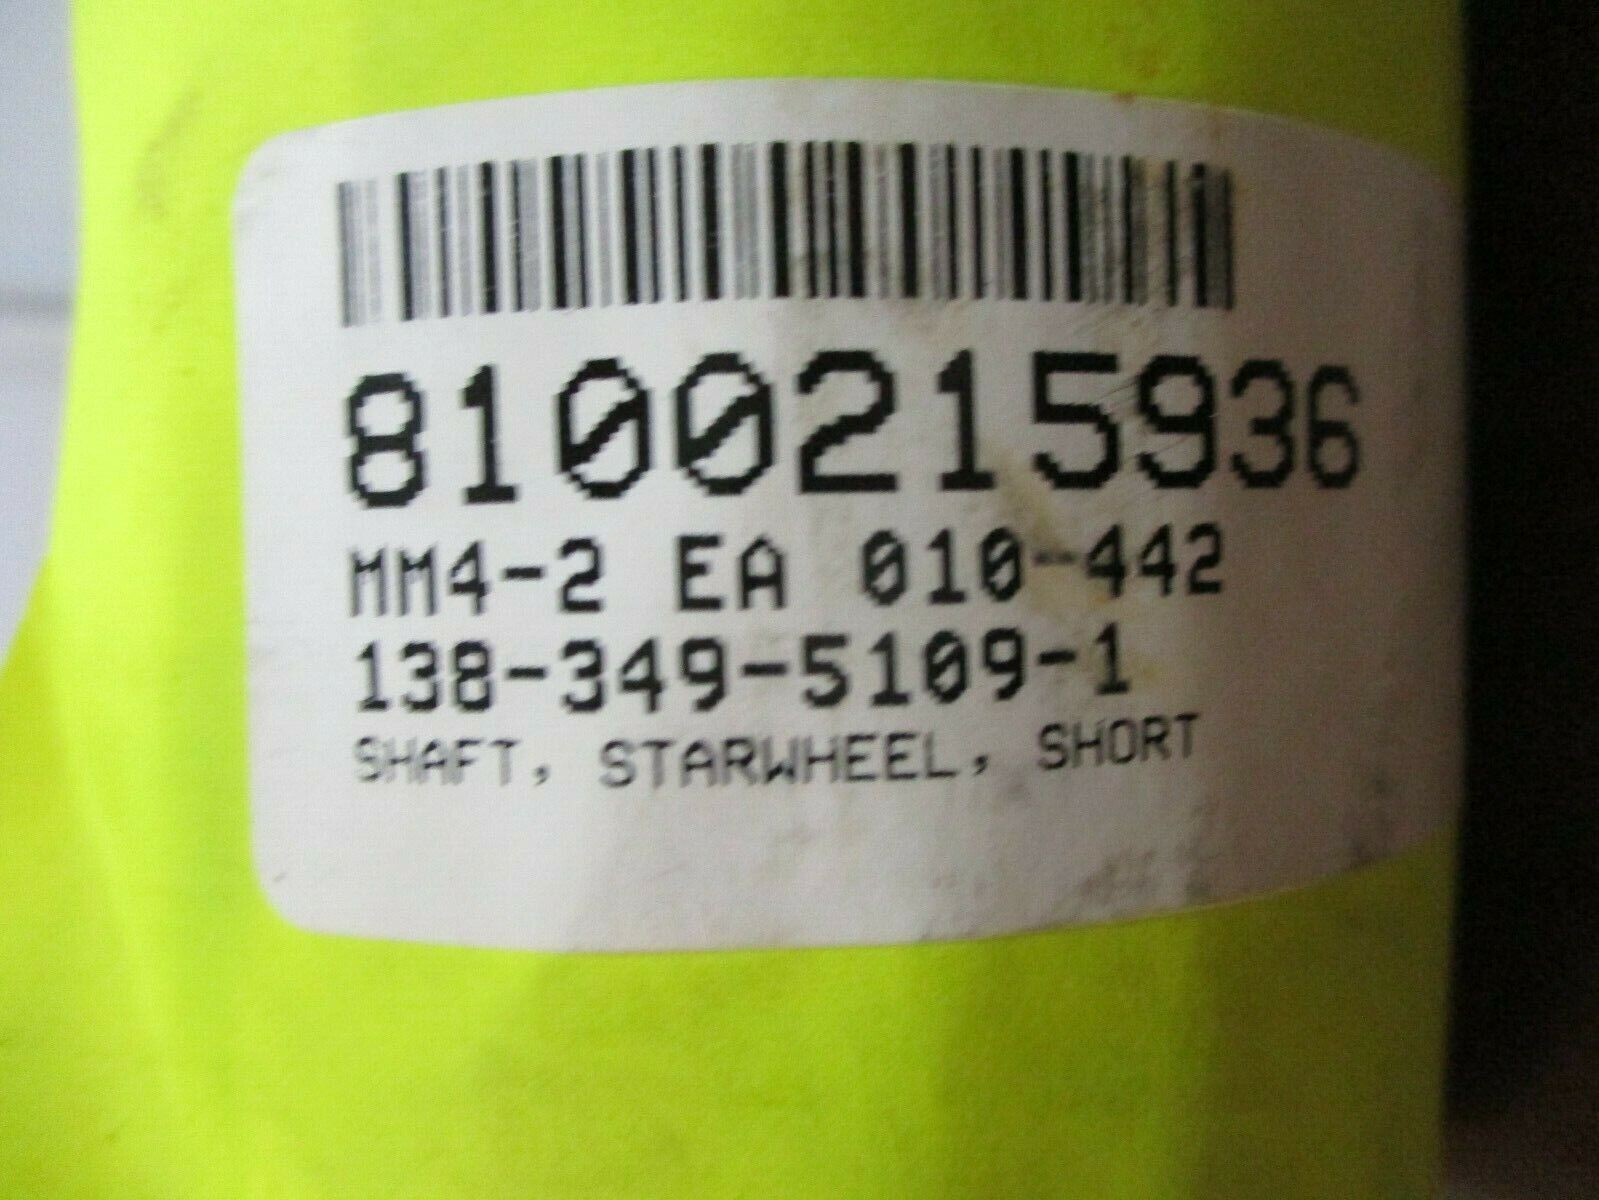 8100215936
MM4-2 EA 010-442
138-349-5109-1
SHAFT, STARWHEEL, SHORT